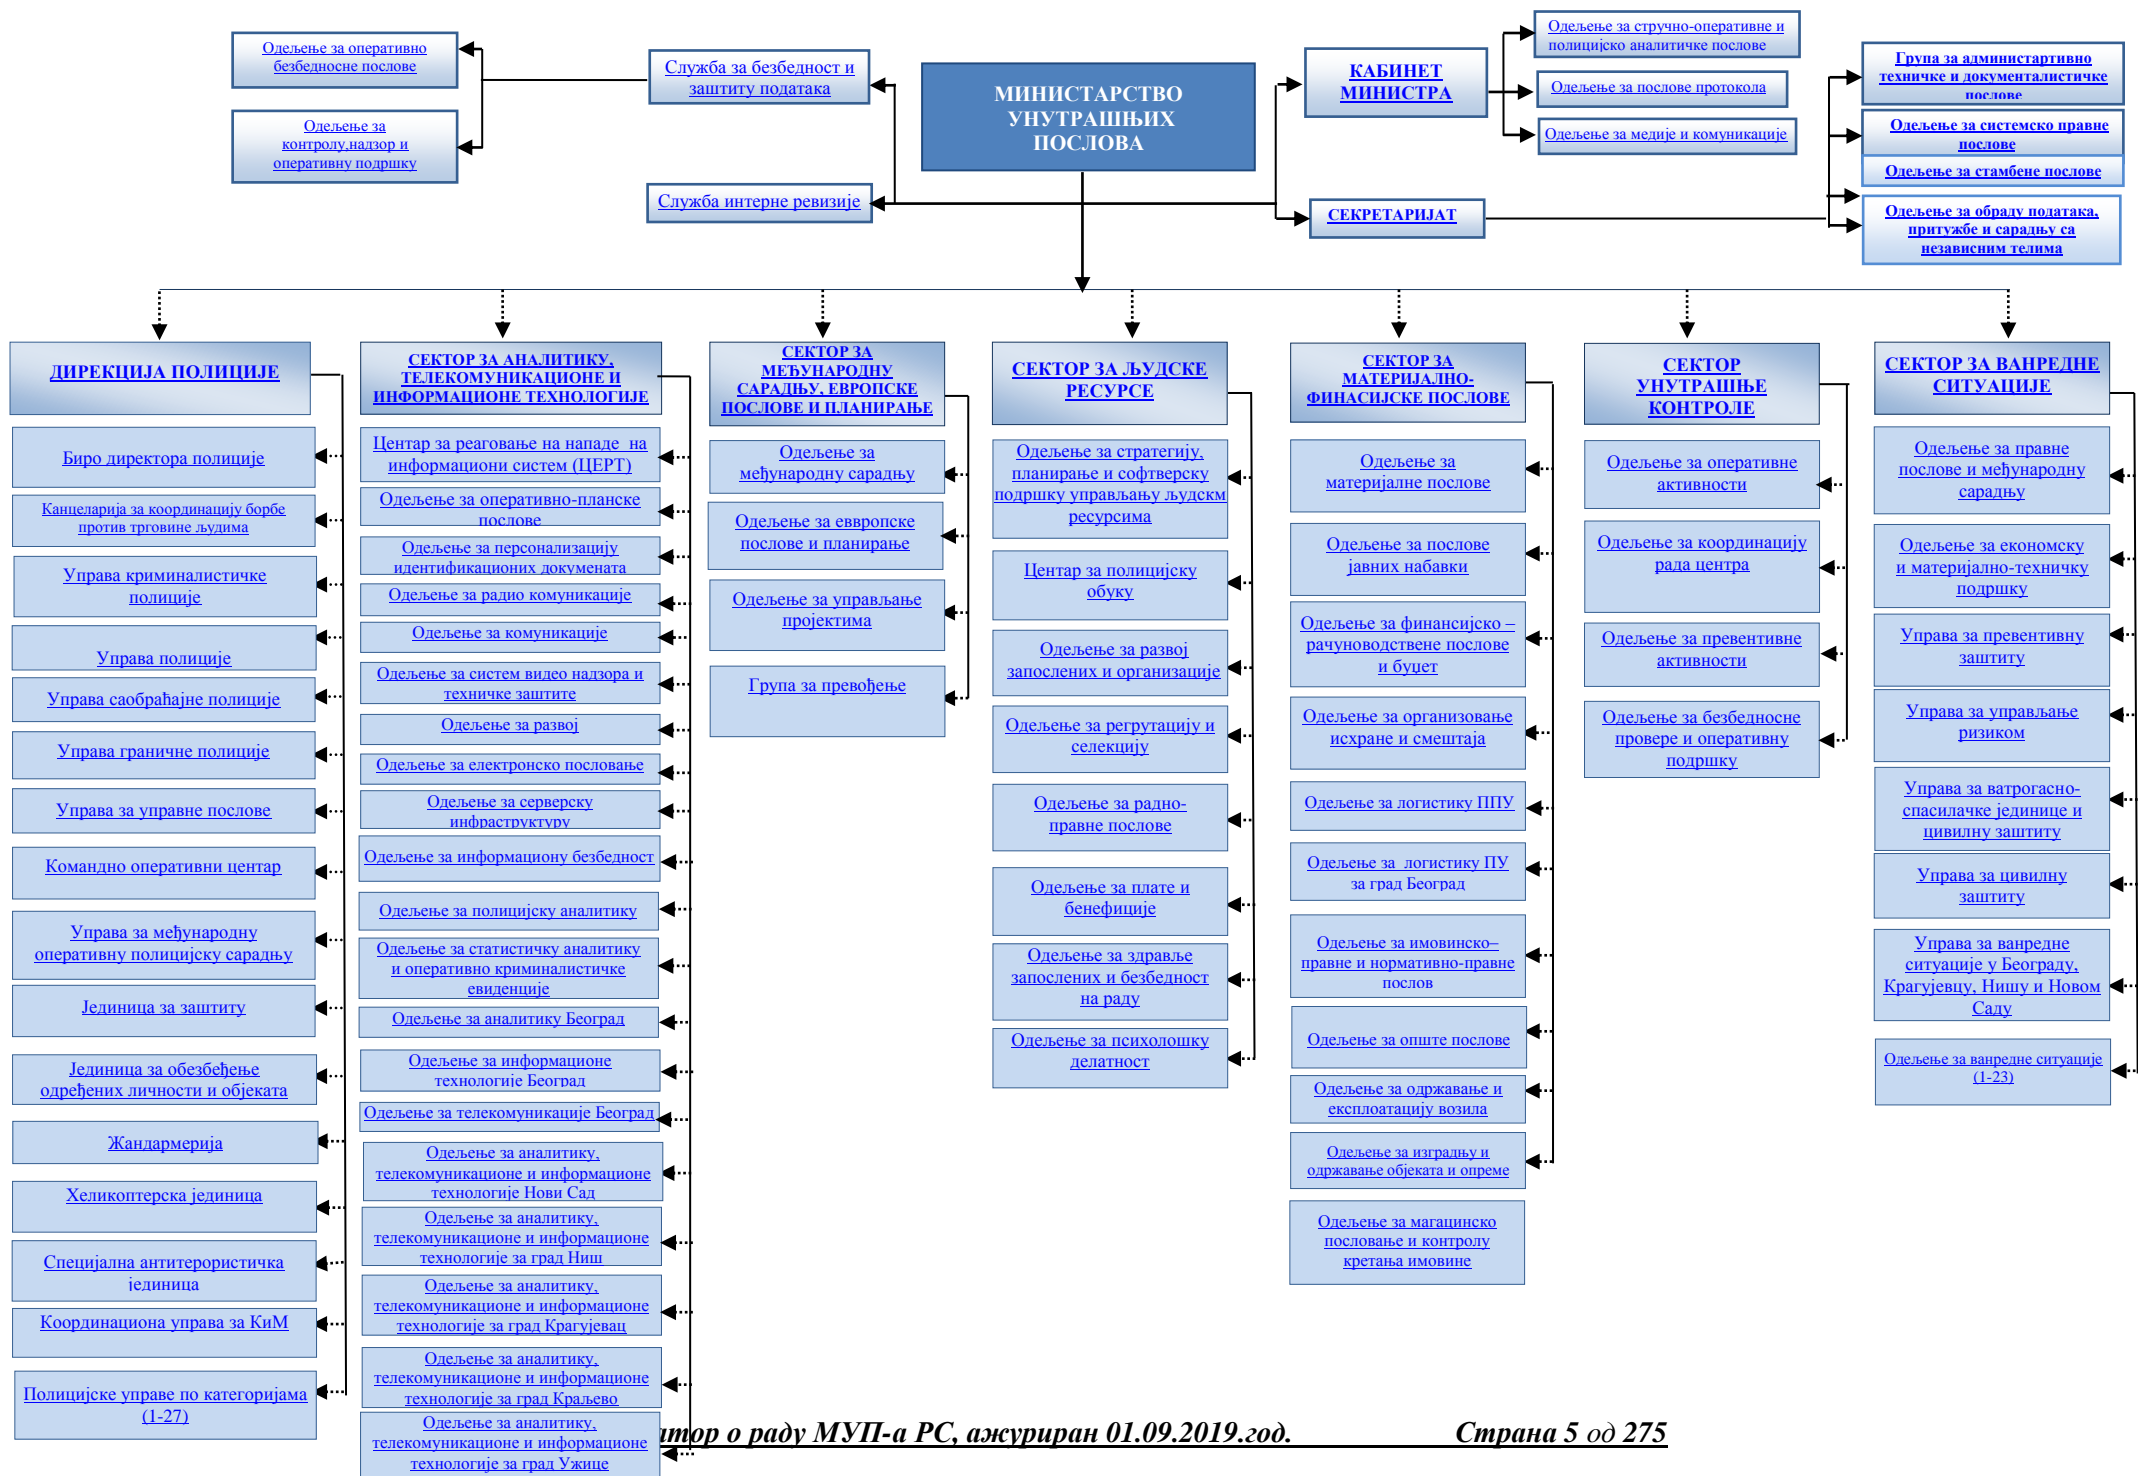 Одељење за оперативно
безбедносне послове
Одељење за
контролу,надзор и
оперативну подршку
Служба за безбедност и
заштиту података
Служба интерне ревизије
МИНИСТАРСТВО
УНУТРАШЊИХ
ПОСЛОВА
КАБИНЕТ
МИНИСТРА
СЕКРЕТАРИЈАТ
Одељење за стручно-оперативне и
полицијско аналитичке послове
Одељење за послове протокола
Одељење за медије и комуникације
Група за администартивно
техничке и документалистичке
послове
Одељење за системско правне
послове
Одељење за стамбене послове
Одељење за обраду података,
притужбе и сарадњу са
независним телима
ДИРЕКЦИЈА ПОЛИЦИЈЕ
Биро директора полиције
Канцеларија за координацију борбе
против трговине људима
Управа криминалистичке
полиције
Управа полиције
Управа саобраћајне полиције
Управа граничне полиције
Управа за управне послове
Командно оперативни центар
Управа за међународну
оперативну полицијску сарадњу
Јединица за заштиту
Јединица за обезбеђење
одређених личности и објеката
Жандармерија
Хеликоптерска јединица
Специјална антитерористичка
јединица
Координациона управа за КиМ
Полицијске управе по категоријама
(1-27)
СЕКТОР ЗА АНАЛИТИКУ,
ТЕЛЕКОМУНИКАЦИОНЕ И
ИНФОРМАЦИОНЕ ТЕХНОЛОГИЈЕ
Центар за реаговање на нападе на
информациони систем (ЦЕРТ)
Одељење за оперативно-планске
послове
Одељење за персонализацију
идентификационих докумената
Одељење за радио комуникације
Одељење за комуникације
Одељење за систем видео надзора и
техничке заштите
Одељење за развој
Одељење за електронско пословање
Одељење за серверску
инфраструктуру
Одељење за информациону безбедност
Одељење за полицијску аналитику
Одељење за статистичку аналитику
и оперативно криминалистичке
евиденције
Одељење за аналитику Београд
Одељење за информационе
технологије Београд
Одељење за телекомуникације Београд
Одељење за аналитику,
телекомуникационе и информационе
технологије Нови Сад
Одељење за аналитику,
телекомуникационе и информационе
технологије за град Ниш
Одељење за аналитику,
телекомуникационе и информационе
технологије за град Крагујевац
Одељење за аналитику,
телекомуникационе и информационе
технологије за град Краљево
Одељење за аналитику,
телекомуникационе и информационе
технологије за град Ужице
СЕКТОР ЗА
МЕЂУНАРОДНУ
САРАДЊУ, ЕВРОПСКЕ
ПОСЛОВЕ И ПЛАНИРАЊЕ
Одељење за
међународну сарадњу
Одељење за еввропске
послове и планирање
Одељење за управљање
пројектима
Група за превођење
СЕКТОР ЗА ЉУДСКЕ
РЕСУРСЕ
Одељење за стратегију,
планирање и софтверску
подршку управљању људскм
ресурсима
Центар за полицијску
обуку
Одељење за развој
запослених и организације
Одељење за регрутацију и
селекцију
Одељење за радно-
правне послове
Одељење за плате и
бенефиције
Одељење за здравље
запослених и безбедност
на раду
Одељење за психолошку
делатност
СЕКТОР ЗА
МАТЕРИЈАЛНО-
ФИНАСИЈСКЕ ПОСЛОВЕ
Одељење за
материјалне послове
Одељење за послове
јавних набавки
Одељење за финансијско –
рачуноводствене послове
и буџет
Одељење за организовање
исхране и смештаја
Одељење за логистику ППУ
Одељење за логистику ПУ
за град Београд
Одељење за имовинско–
правне и нормативно-правне
послов
Одељење за опште послове
Одељење за одржавање и
експлоатацију возила
Одељење за изградњу и
одржавање објеката и опреме
Одељење за магацинско
пословање и контролу
кретања имовине
СЕКТОР
УНУТРАШЊЕ
КОНТРОЛЕ
Одељење за оперативне
активности
Одељење за координацију
рада центра
Одељење за превентивне
активности
Одељење за безбедносне
провере и оперативну
подршку
СЕКТОР ЗА ВАНРЕДНЕ
СИТУАЦИЈЕ
Одељење за правне
послове и међународну
сарадњу
Одељење за економску
и материјално-техничку
подршку
Управа за превентивну
заштиту
Управа за управљање
ризиком
Управа за ватрогасно-
спасилачке јединице и
цивилну заштиту
Управа за цивилну
заштиту
Управа за ванредне
ситуације у Београду,
Крагујевцу, Нишу и Новом
Саду
Одељење за ванредне ситуације
(1-23)
о раду МУП-а РС, ажуриран 01.09.2019.год. Страна 5 од 275